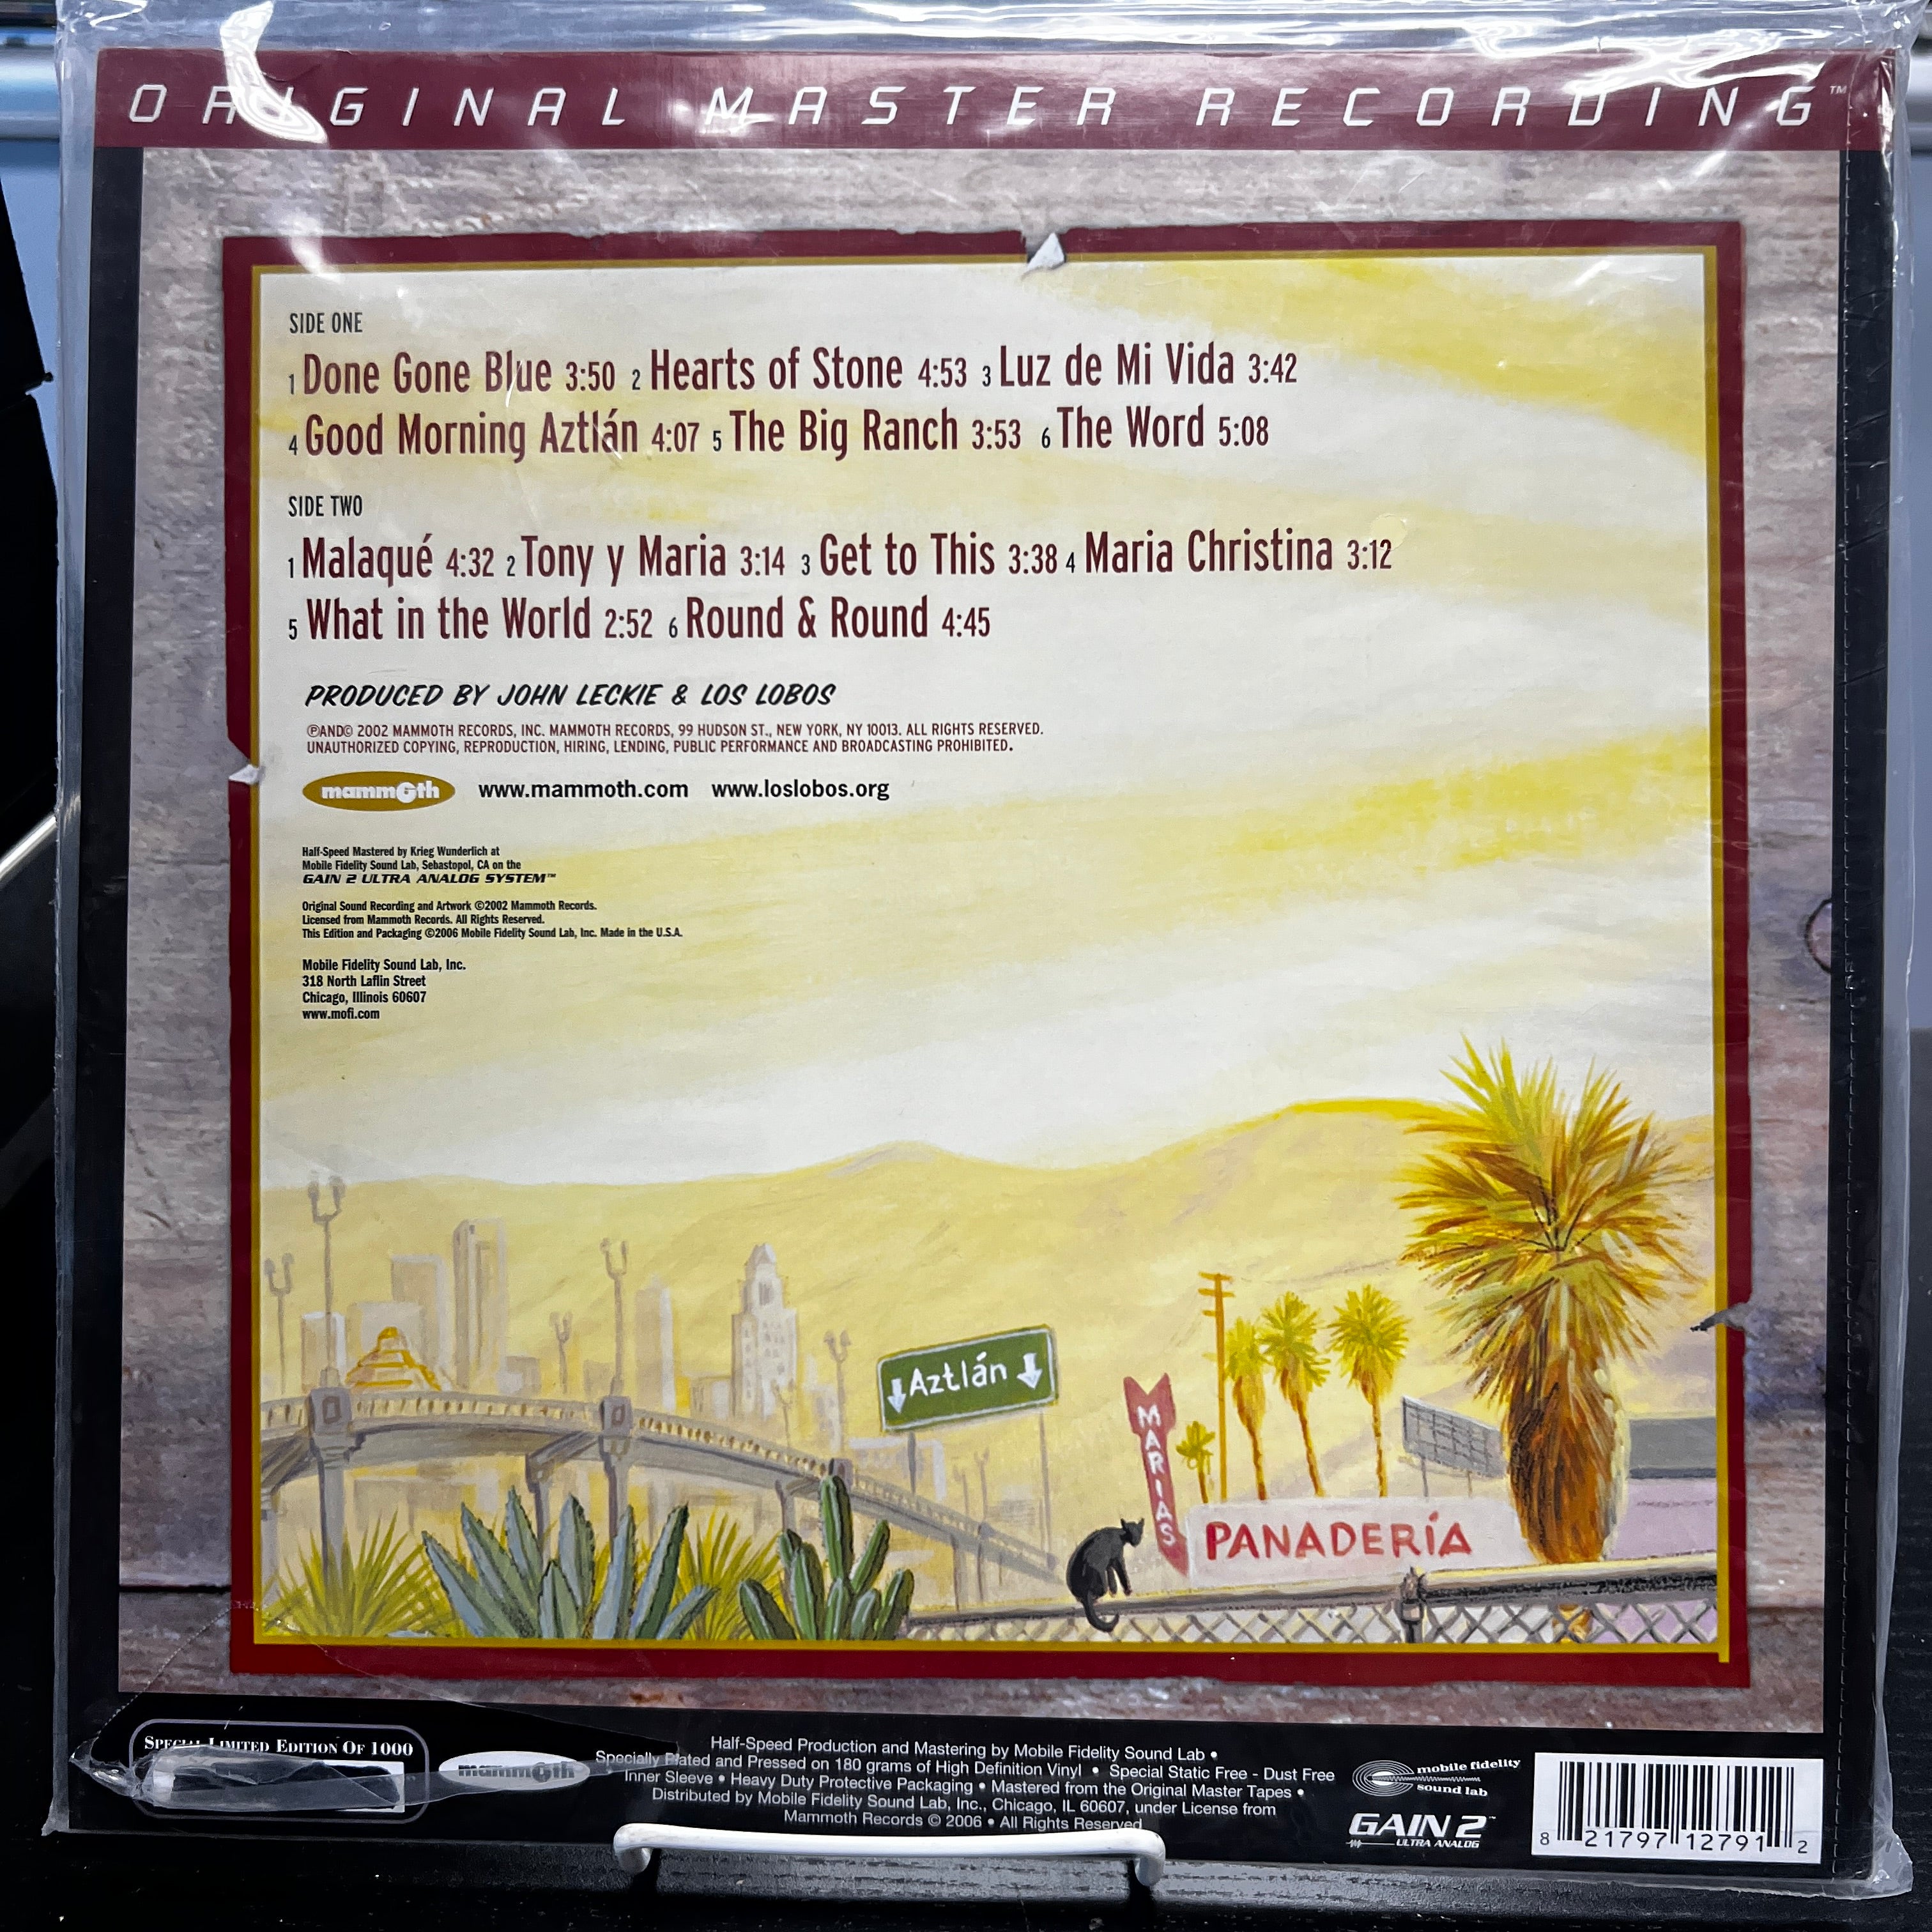 ORIGINAL MASTER RECORDING™
SIDE ONE
1 Done Gone Blue 3:50 2 Hearts of Stone 4:53 3 Luz de Mi Vida 3:42
4 Good Morning Aztlán 4:07 5 The Big Ranch 3:53 6 The Word 5:08
SIDE TWO
1 Malaqué 4:32 2 Tony y Maria 3:14 3 Get to This 3:38 4 Maria Christina 3:12
5 What in the World 2:52 6 Round & Round 4:45
PRODUCED BY JOHN LECKIE & LOS LOBOS
℗AND© 2002 MAMMOTH RECORDS, INC. MAMMOTH RECORDS, 99 HUDSON ST., NEW YORK, NY 10013. ALL RIGHTS RESERVED.
UNAUTHORIZED COPYING, REPRODUCTION, HIRING, LENDING, PUBLIC PERFORMANCE AND BROADCASTING PROHIBITED.
mammoth www.mammoth.com www.loslobos.org
Half-Speed Mastered by Krieg Wunderlich at
Mobile Fidelity Sound Lab, Sebastopol, CA on the
GAIN 2 ULTRA ANALOG SYSTEM™
Original Sound Recording and Artwork ©2002 Mammoth Records.
Licensed from Mammoth Records. All Rights Reserved.
This Edition and Packaging ©2006 Mobile Fidelity Sound Lab, Inc. Made in the U.S.A.
Mobile Fidelity Sound Lab, Inc.
318 North Laflin Street
Chicago, Illinois 60607
www.mofi.com
Aztlán
MARIAS
PANADERÍA
SPECIAL LIMITED EDITION OF 1000
mammoth
Half-Speed Production and Mastering by Mobile Fidelity Sound Lab •
Specially Plated and Pressed on 180 grams of High Definition Vinyl • Special Static Free - Dust Free
Inner Sleeve • Heavy Duty Protective Packaging • Mastered from the Original Master Tapes •
Distributed by Mobile Fidelity Sound Lab, Inc., Chicago, IL 60607, under License from
Mammoth Records © 2006 • All Rights Reserved
mobile fidelity
sound lab
GAIN 2™
ULTRA ANALOG
8 21797 12791 2